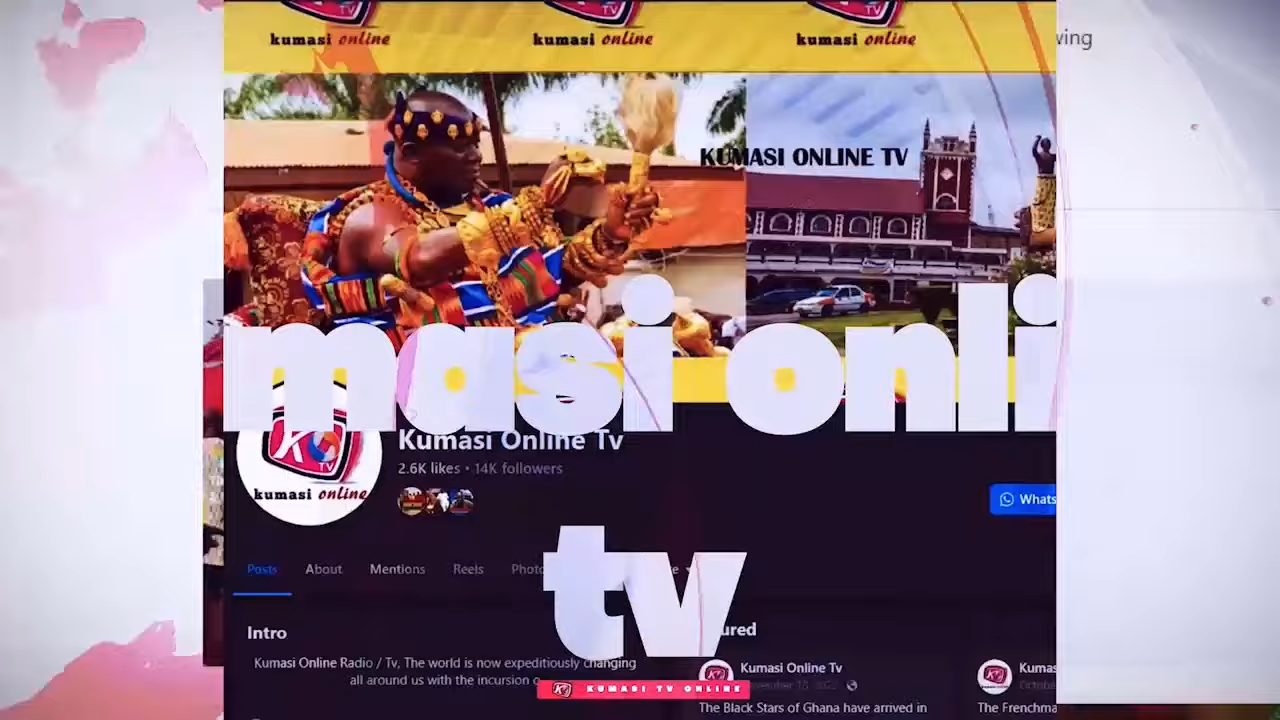 kumasi online
kumasi online
kumasi online
wing
KUMASI ONLINE TV
masi onli
tv
K TV
kumasi online
Kumasi Online Tv
2.6K likes • 14K followers
Whats
Posts
About
Mentions
Reels
Photo
Intro
Kumasi Online Radio / Tv, The world is now expeditiously changing
all around us with the incursion o
ured
Kumasi Online Tv
The Black Stars of Ghana have arrived in
Kumas
Octob
The Frenchma
KUMASI TV ONLINE